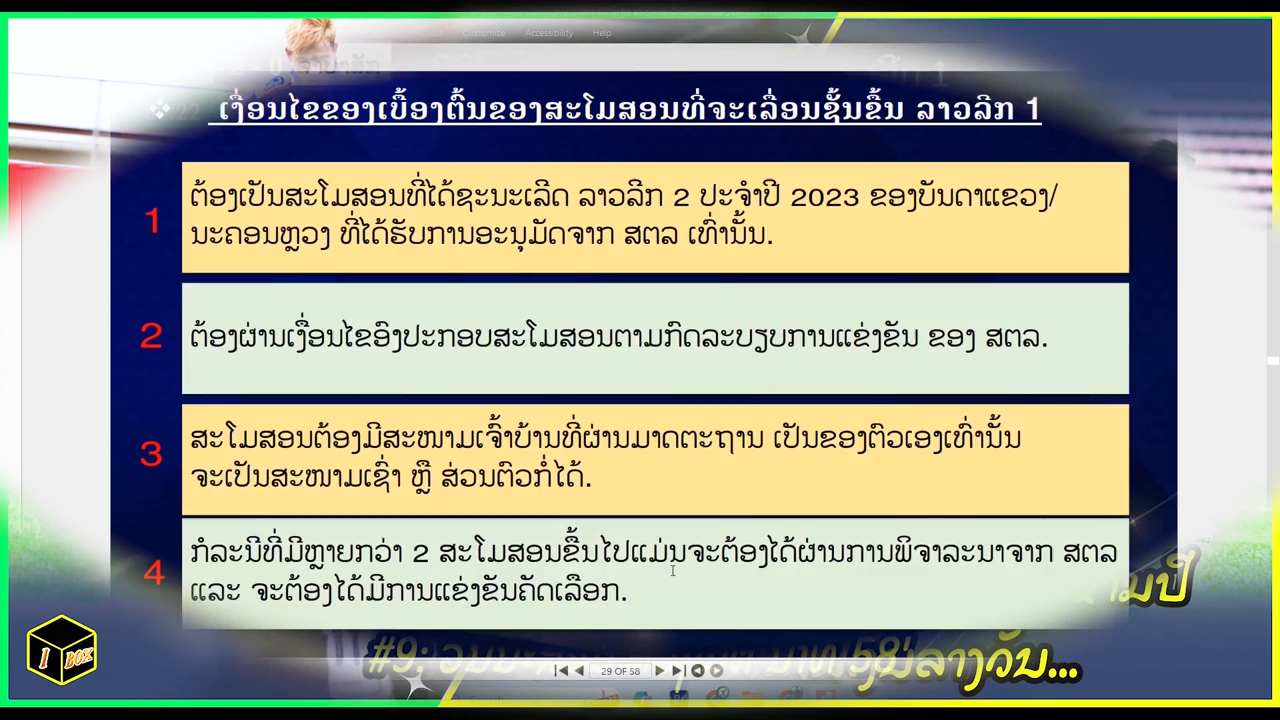 Customize Accessibility Help
❖ ເງື່ອນໄຂຂອງເບື້ອງຕົ້ນຂອງສະໂມສອນທີ່ຈະເລື່ອນຊັ້ນຂື້ນ ລາວລີກ 1
1 ຕ້ອງເປັນສະໂມສອນທີ່ໄດ້ຊະນະເລີດ ລາວລີກ 2 ປະຈຳປີ 2023 ຂອງບັນດາແຂວງ/
ນະຄອນຫຼວງ ທີ່ໄດ້ຮັບການອະນຸມັດຈາກ ສຕລ ເທົ່ານັ້ນ.
2 ຕ້ອງຜ່ານເງື່ອນໄຂອົງປະກອບສະໂມສອນຕາມກົດລະບຽບການແຂ່ງຂັນ ຂອງ ສຕລ.
3 ສະໂມສອນຕ້ອງມີສະໜາມເຈົ້າບ້ານທີ່ຜ່ານມາດຕະຖານ ເປັນຂອງຕົວເອງເທົ່ານັ້ນ
ຈະເປັນສະໜາມເຊົ່າ ຫຼື ສ່ວນຕົວກໍ່ໄດ້.
4 ກໍລະນີທີ່ມີຫຼາຍກວ່າ 2 ສະໂມສອນຂື້ນໄປແມ່ນຈະຕ້ອງໄດ້ຜ່ານການພິຈາລະນາຈາກ ສຕລ
ແລະ ຈະຕ້ອງໄດ້ມີການແຂ່ງຂັນຄັດເລືອກ.
#9:
29 OF 58
I BOX